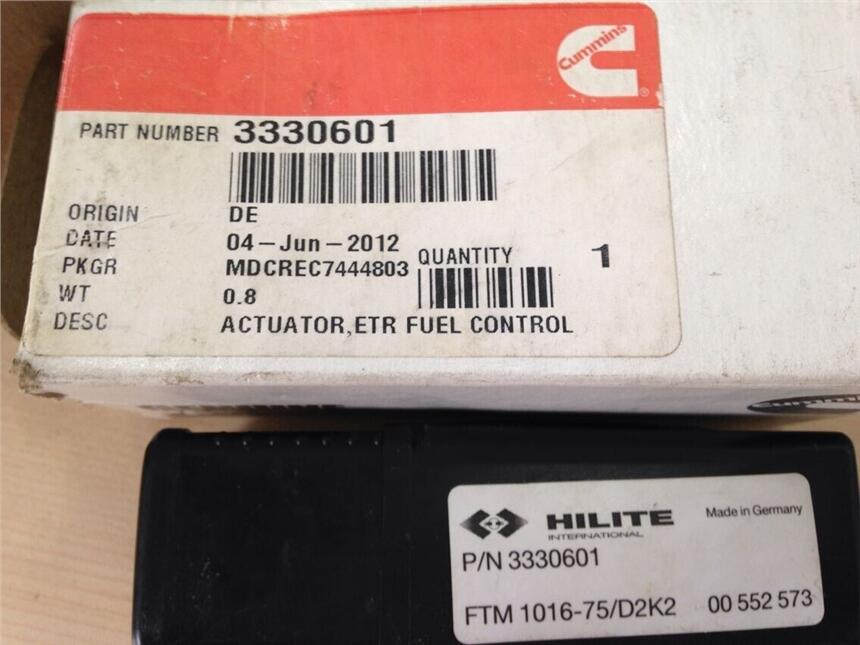 Cummins
PART NUMBER 3330601
ORIGIN DE
DATE 04-Jun-2012
PKGR MDCREC7444803 QUANTITY 1
WT 0.8
DESC ACTUATOR,ETR FUEL CONTROL
HILITE Made in Germany
INTERNATIONAL
P/N 3330601
FTM 1016-75/D2K2 00 552 573